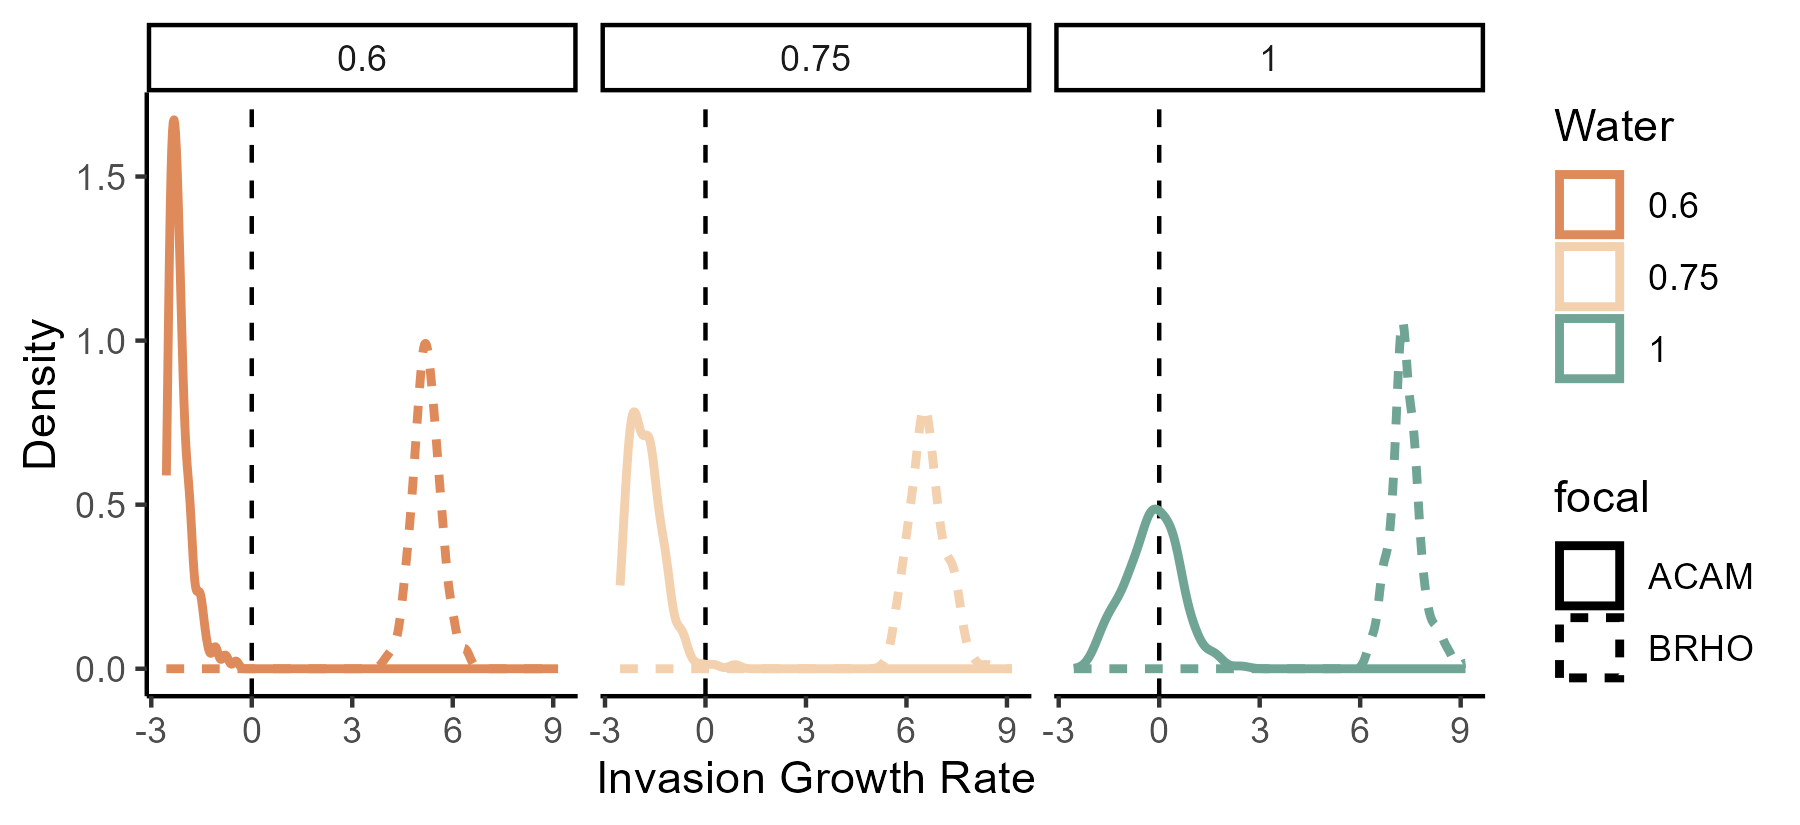 0.6 0.75 1
Water
0.6
0.75
1
focal
ACAM
BRHO
Density
1.5
1.0
0.5
0.0
-3 0 3 6 9 -3 0 3 6 9 -3 0 3 6 9
Invasion Growth Rate